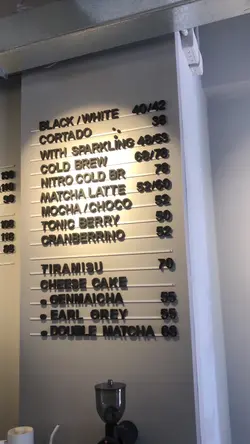 BLACK/WHITE 40/42
CORTADO 38
WITH SPARKLING 48/53
COLD BREW 68/78
NITRO COLD BR 78
MATCHA LATTE 52/60
MOCHA/CHOCO 52
TONIC BERRY 50
CRANBERRINO 52
TIRAMISU 70
CHEESE CAKE
GENMAICHA 55
EARL GREY 55
DOUBLE MATCHA 65